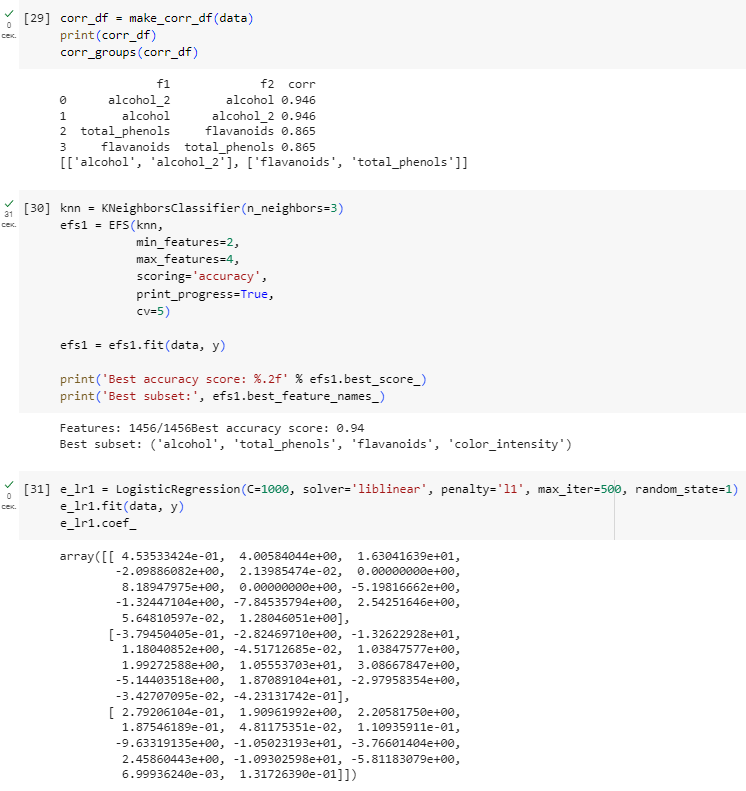 [29] corr_df = make_corr_df(data)
0
сек.
print(corr_df)
corr_groups(corr_df)
f1 f2 corr
0 alcohol_2 alcohol 0.946
1 alcohol alcohol_2 0.946
2 total_phenols flavanoids 0.865
3 flavanoids total_phenols 0.865
[['alcohol', 'alcohol_2'], ['flavanoids', 'total_phenols']]
[30] knn = KNeighborsClassifier(n_neighbors=3)
31
сек.
efs1 = EFS(knn,
min_features=2,
max_features=4,
scoring='accuracy',
print_progress=True,
cv=5)
efs1 = efs1.fit(data, y)
print('Best accuracy score: %.2f' % efs1.best_score_)
print('Best subset:', efs1.best_feature_names_)
Features: 1456/1456Best accuracy score: 0.94
Best subset: ('alcohol', 'total_phenols', 'flavanoids', 'color_intensity')
[31] e_lr1 = LogisticRegression(C=1000, solver='liblinear', penalty='l1', max_iter=500, random_state=1)
0
сек.
e_lr1.fit(data, y)
e_lr1.coef_
array([[ 4.53533424e-01, 4.00584044e+00, 1.63041639e+01,
-2.09886082e+00, 2.13985474e-02, 0.00000000e+00,
8.18947975e+00, 0.00000000e+00, -5.19816662e+00,
-1.32447104e+00, -7.84535794e+00, 2.54251646e+00,
5.64810597e-02, 1.28046051e+00],
[-3.79450405e-01, -2.82469710e+00, -1.32622928e+01,
1.18040852e+00, -4.51712685e-02, 1.03847577e+00,
1.99272588e+00, 1.05553703e+01, 3.08667847e+00,
-5.14403518e+00, 1.87089104e+01, -2.97958354e+00,
-3.42707095e-02, -4.23131742e-01],
[ 2.79206104e-01, 1.90961992e+00, 2.20581750e+00,
1.87546189e-01, 4.81175351e-02, 1.10935911e-01,
-9.63319135e+00, -1.05023193e+01, -3.76601404e+00,
2.45860443e+00, -1.09302598e+01, -5.81183079e+00,
6.99936240e-03, 1.31726390e-01]])